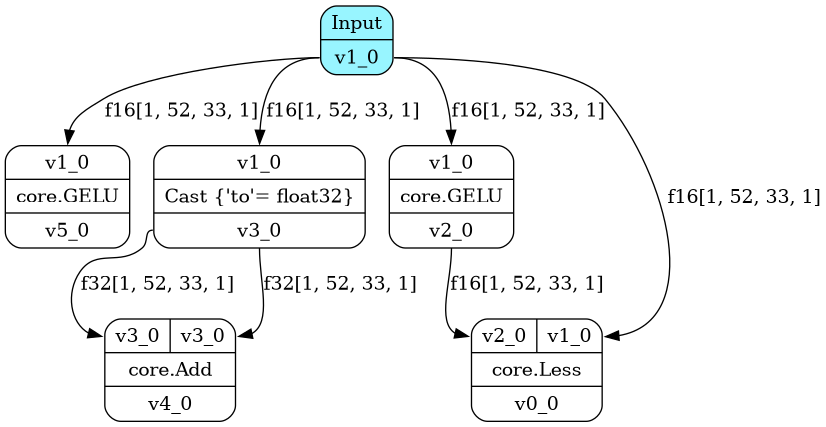 Input
v1_0
f16[1, 52, 33, 1]
f16[1, 52, 33, 1]
f16[1, 52, 33, 1]
f16[1, 52, 33, 1]
v1_0
core.GELU
v5_0
v1_0
Cast {'to'= float32}
v3_0
v1_0
core.GELU
v2_0
f32[1, 52, 33, 1]
f32[1, 52, 33, 1]
f16[1, 52, 33, 1]
v3_0 v3_0
core.Add
v4_0
v2_0 v1_0
core.Less
v0_0